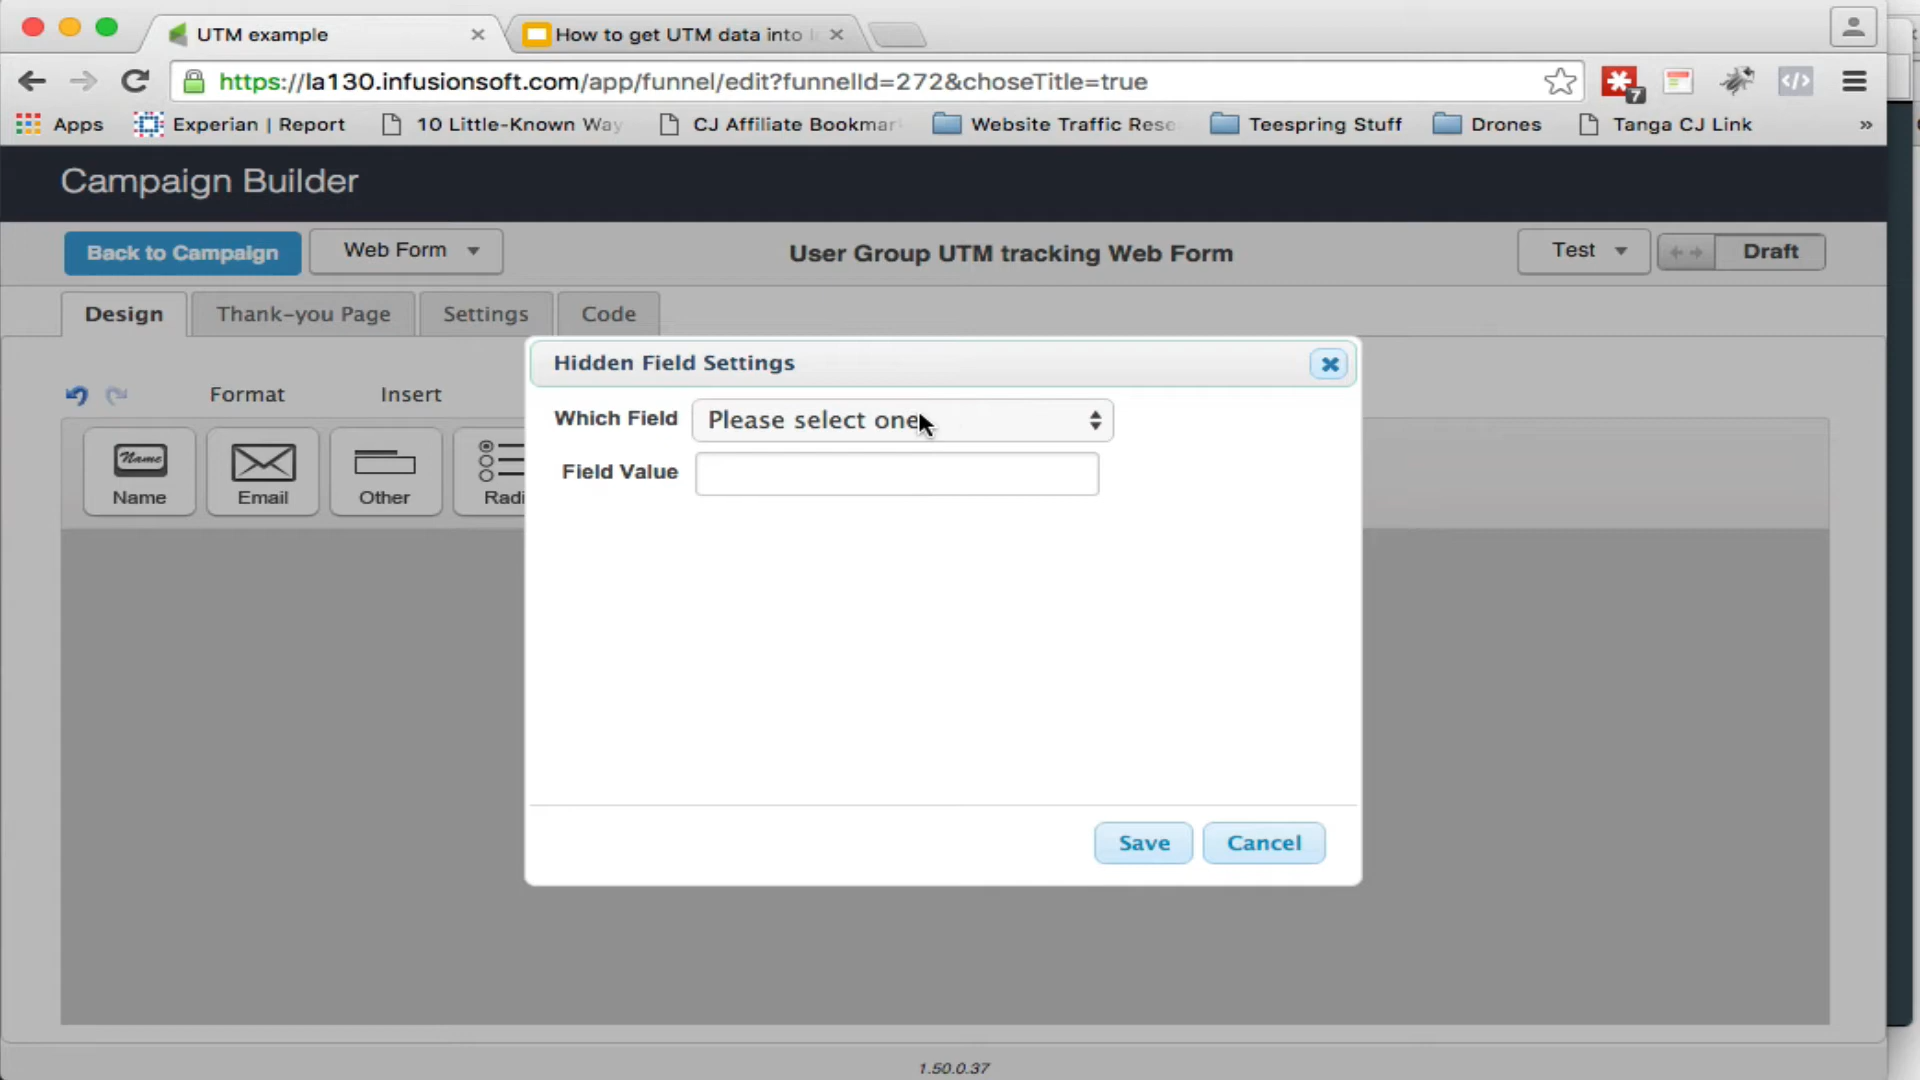 UTM example
How to get UTM data into
https://la130.infusionsoft.com/app/funnel/edit?funnelId=272&choseTitle=true
7
Apps
Experian | Report
10 Little-Known Way
CJ Affiliate Bookmar
Website Traffic Rese
Teespring Stuff
Drones
Tanga CJ Link
»
Campaign Builder
Back to Campaign
Web Form
User Group UTM tracking Web Form
Test
Draft
Design
Thank-you Page
Settings
Code
Hidden Field Settings
Format
Insert
Which Field
Please select one
Name
Name
Email
Other
Radi
Field Value
Save
Cancel
1.50.0.37